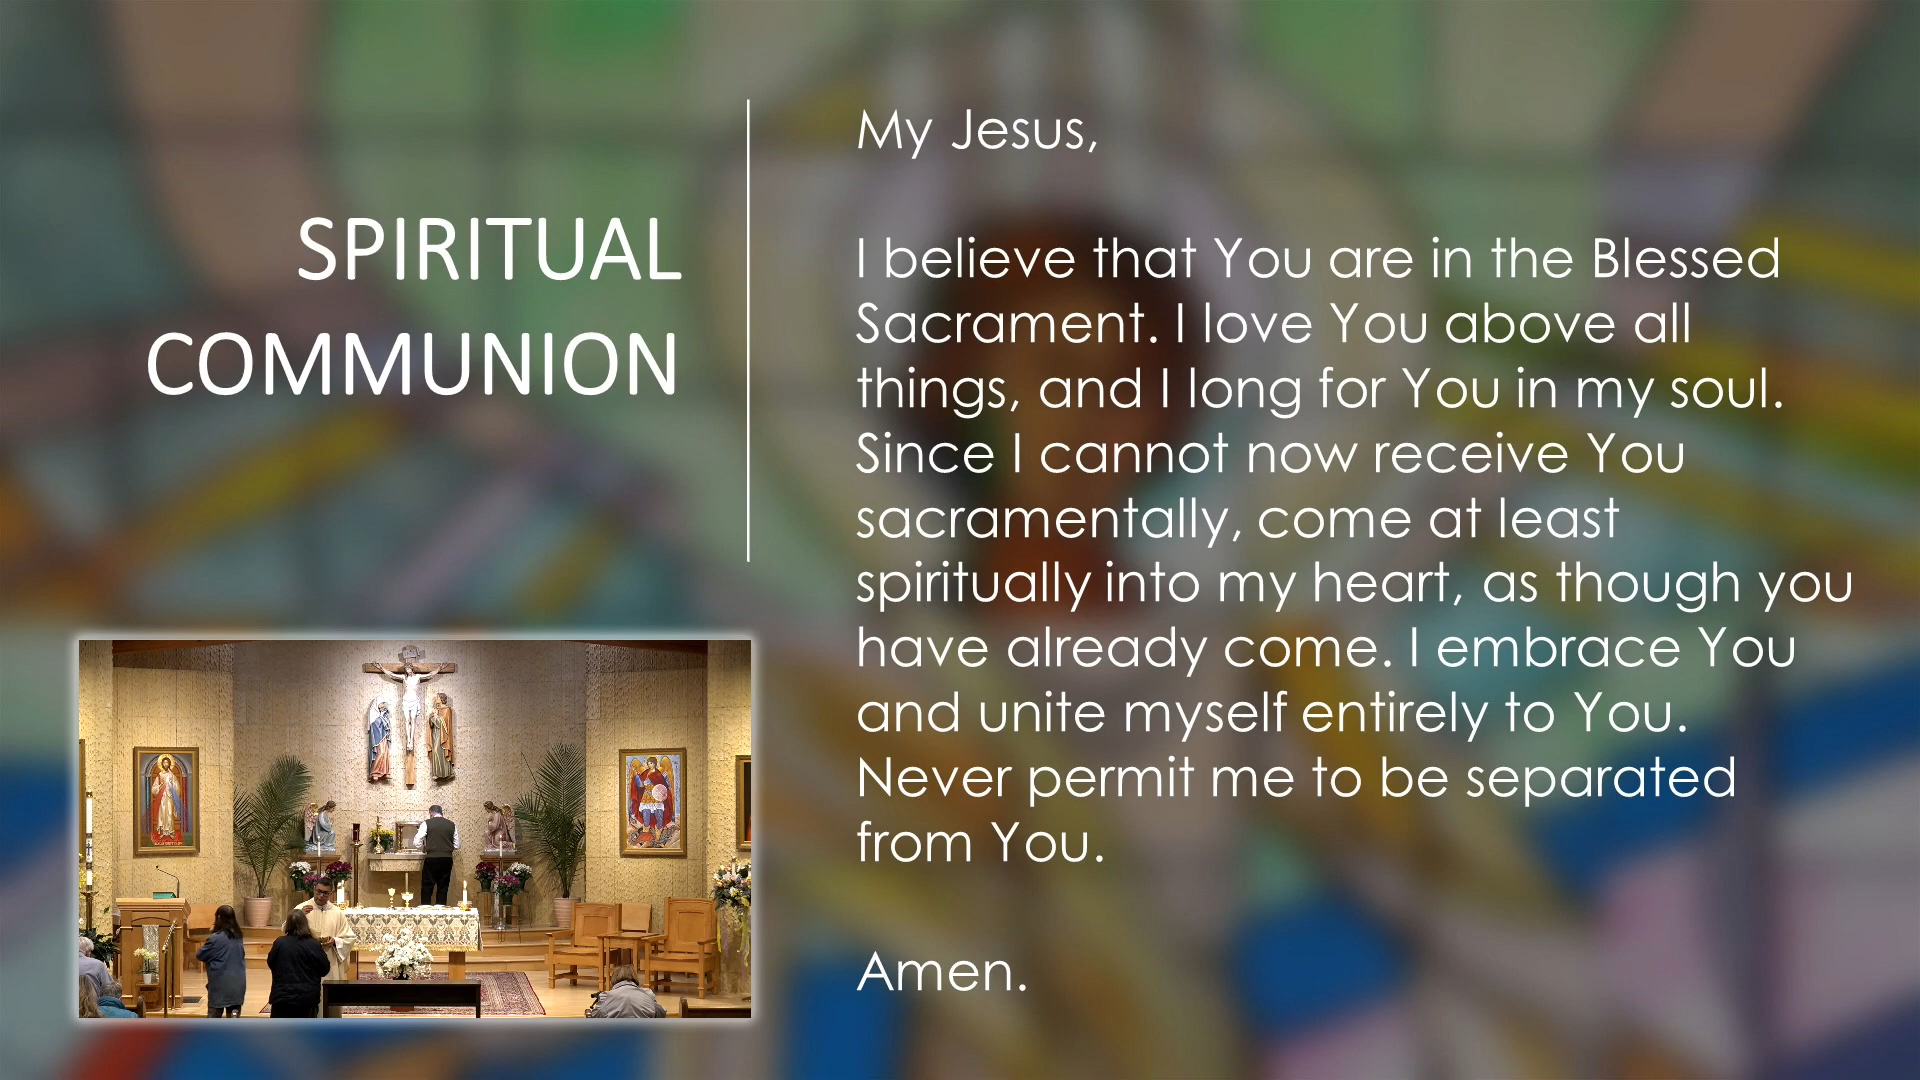 SPIRITUAL
COMMUNION
My Jesus,
I believe that You are in the Blessed
Sacrament. I love You above all
things, and I long for You in my soul.
Since I cannot now receive You
sacramentally, come at least
spiritually into my heart, as though you
have already come. I embrace You
and unite myself entirely to You.
Never permit me to be separated
from You.
Amen.